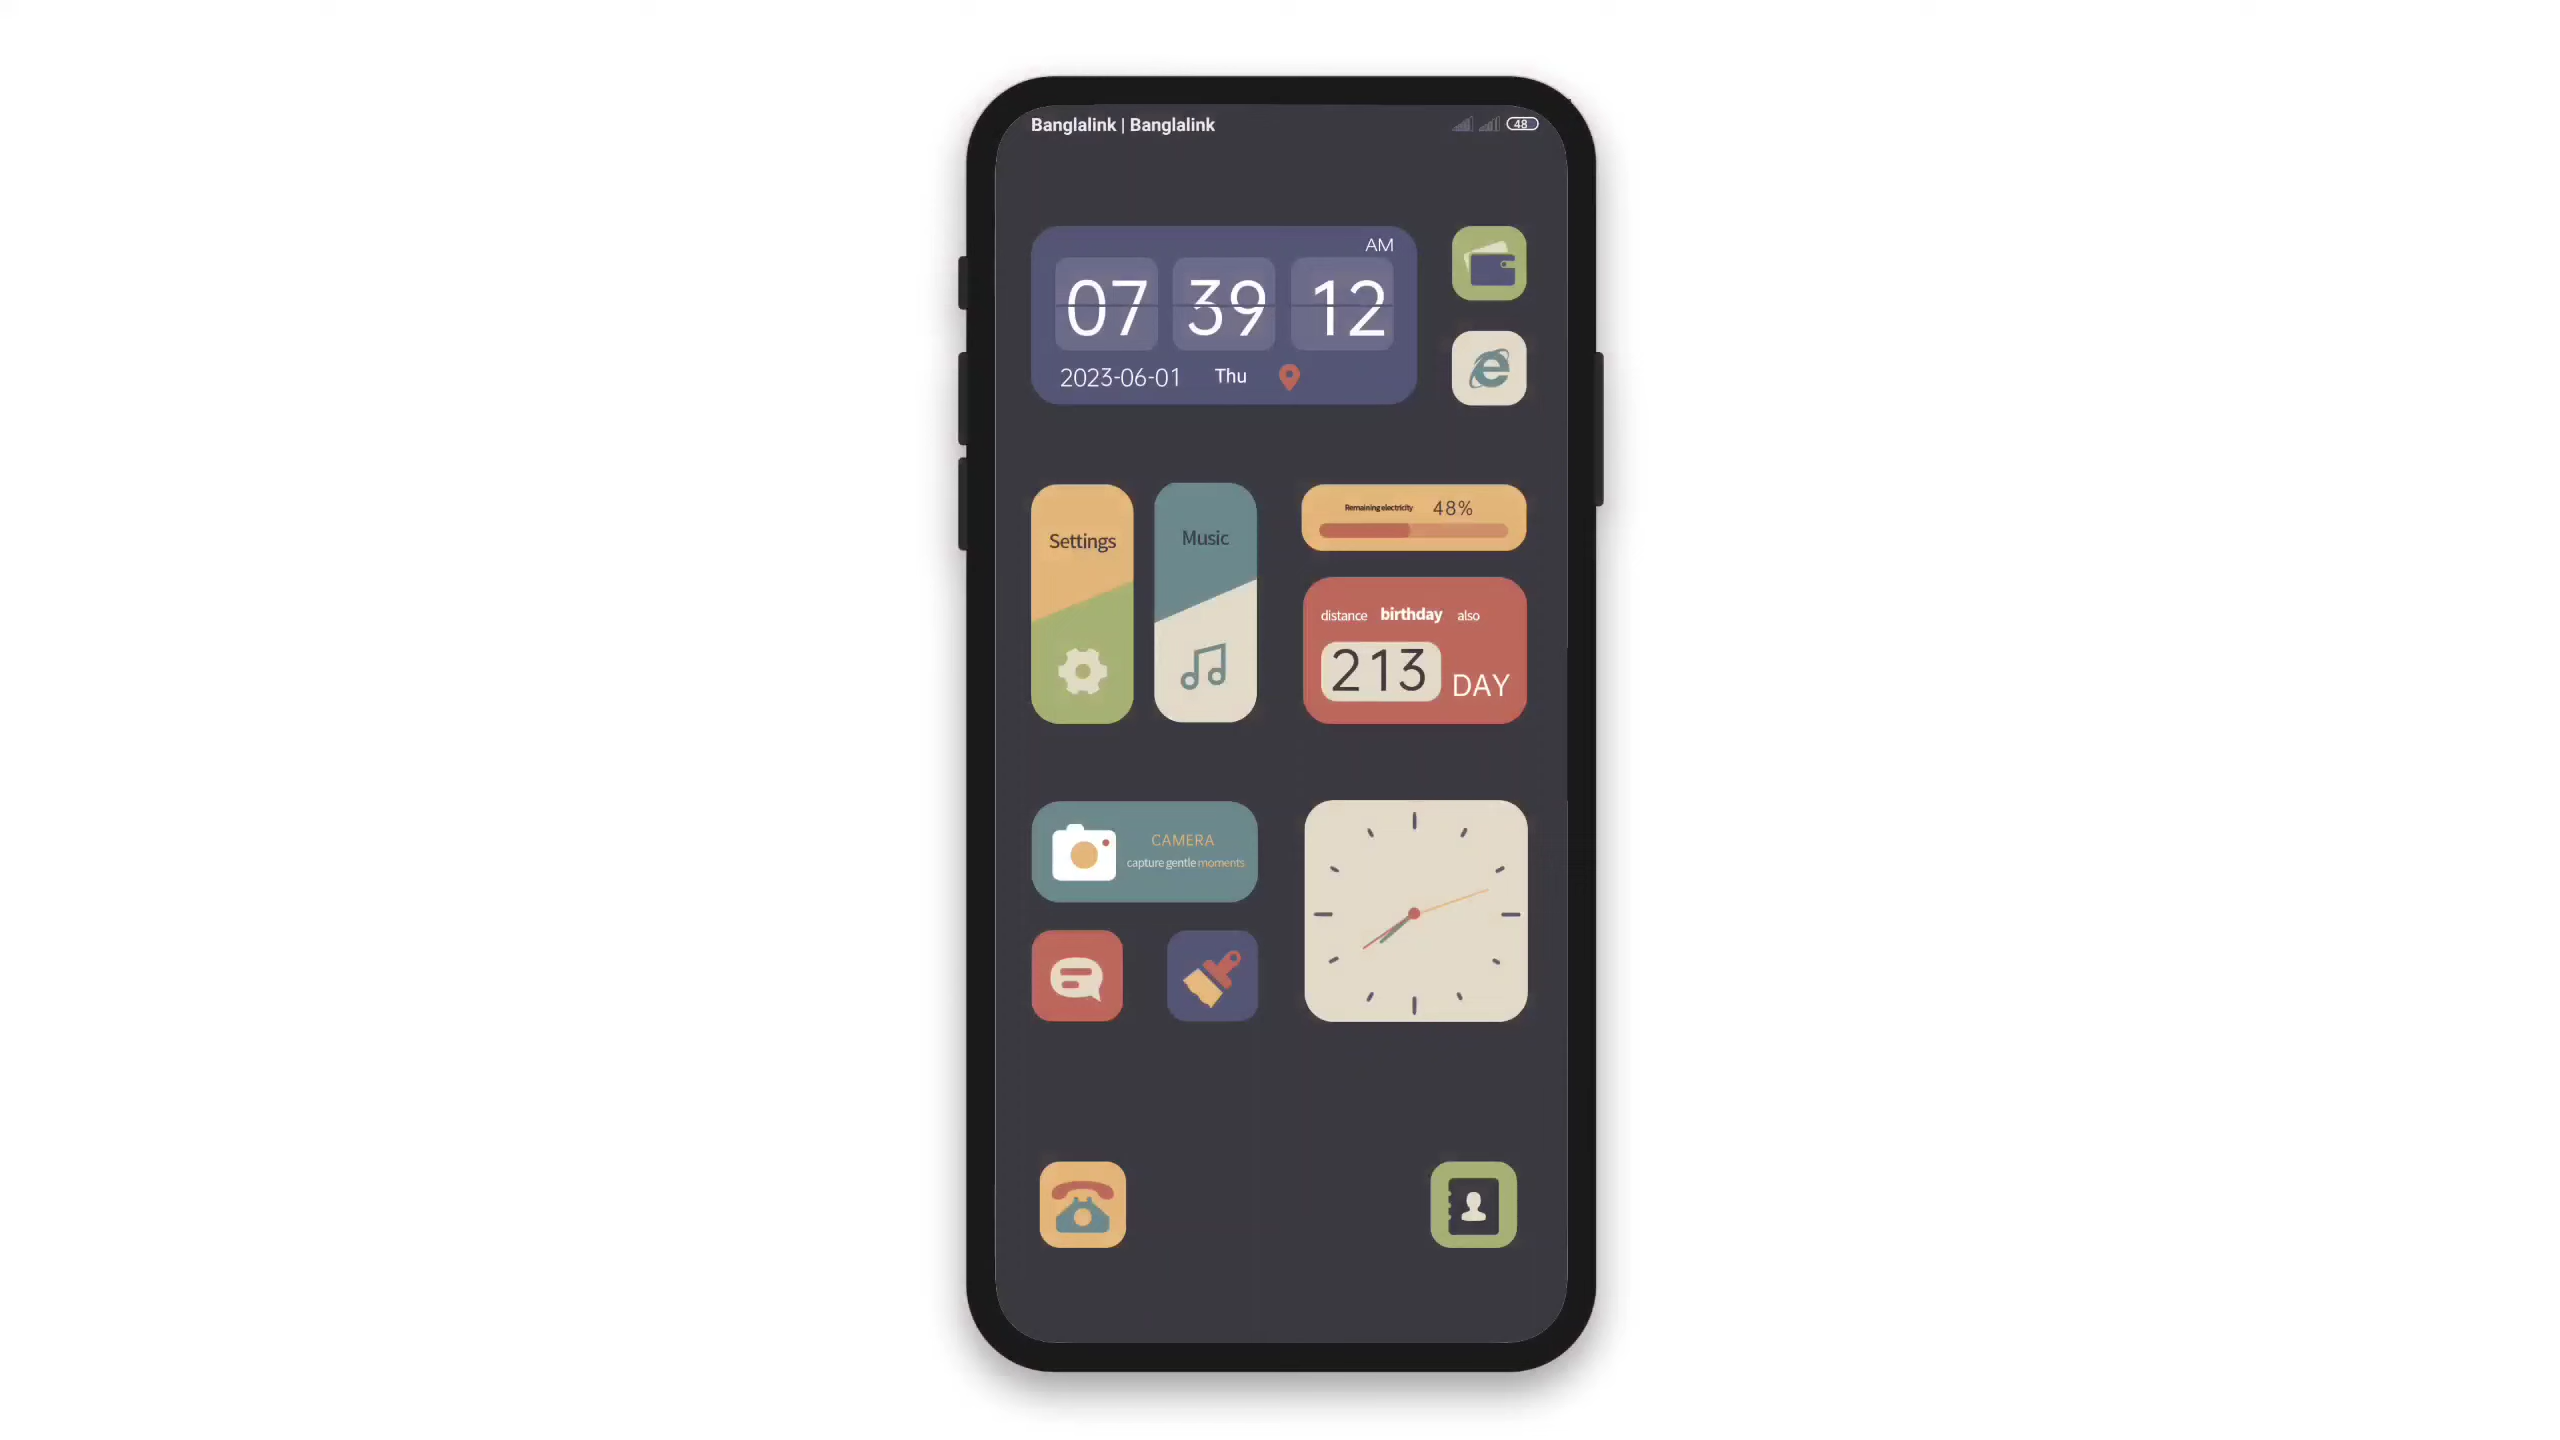 Banglalink | Banglalink 48
AM
07 39 12
2023-06-01 Thu
Settings
Music
Remaining electricity 48%
distance birthday also
213 DAY
CAMERA
capture gentle moments